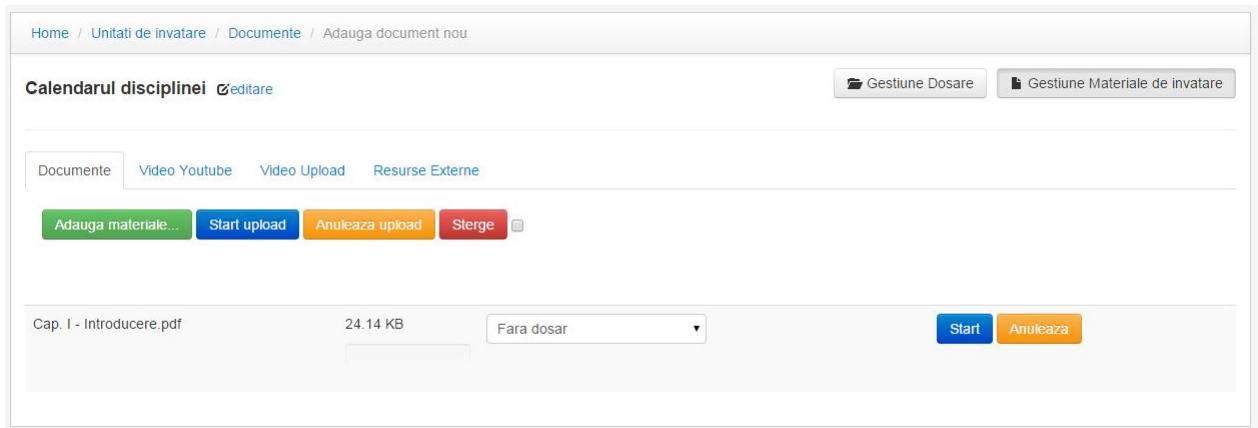 Home / Unitati de invatare / Documente / Adauga document nou
Calendarul disciplinei editare Gestiune Dosare Gestiune Materiale de invatare
Documente Video Youtube Video Upload Resurse Externe
Adauga materiale... Start upload Anuleaza upload Sterge
Cap. I - Introducere.pdf 24.14 KB Fara dosar Start Anuleaza